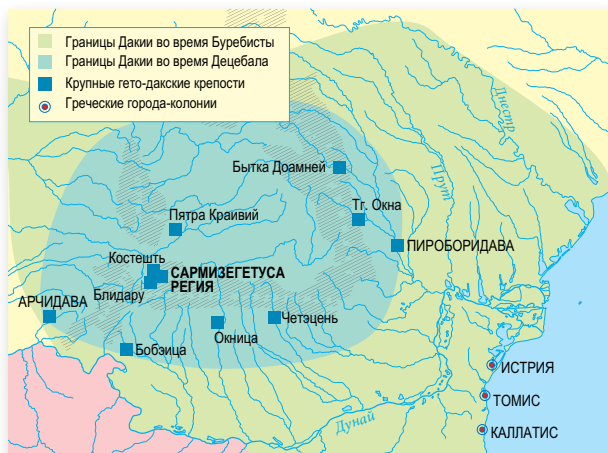 Границы Дакии во время Буребисты
Границы Дакии во время Децебала
Крупные гето-дакские крепости
Греческие города-колонии
Днестр
Прут
Бытка Доамней
Тг. Окна
Пятра Краивий
ПИРОБОРИДАВА
Костешть
САРМИЗЕГЕТУСА
РЕГИЯ
Блидару
АРЧИДАВА
Четэцень
Окница
Бобэица
ИСТРИЯ
ТОМИС
Дунай
КАЛЛАТИС